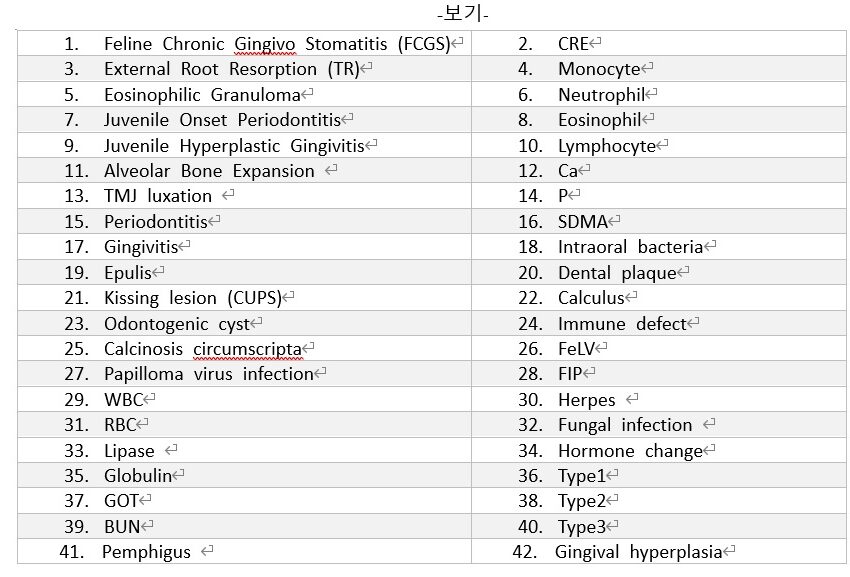 -보기-
1. Feline Chronic Gingivo Stomatitis (FCGS)↵ 2. CRE↵
3. External Root Resorption (TR)↵ 4. Monocyte↵
5. Eosinophilic Granuloma↵ 6. Neutrophil↵
7. Juvenile Onset Periodontitis↵ 8. Eosinophil↵
9. Juvenile Hyperplastic Gingivitis↵ 10. Lymphocyte↵
11. Alveolar Bone Expansion ↵ 12. Ca↵
13. TMJ luxation ↵ 14. P↵
15. Periodontitis↵ 16. SDMA↵
17. Gingivitis↵ 18. Intraoral bacteria↵
19. Epulis↵ 20. Dental plaque↵
21. Kissing lesion (CUPS)↵ 22. Calculus↵
23. Odontogenic cyst↵ 24. Immune defect↵
25. Calcinosis circumscripta↵ 26. FeLV↵
27. Papilloma virus infection↵ 28. FIP↵
29. WBC↵ 30. Herpes ↵
31. RBC↵ 32. Fungal infection ↵
33. Lipase ↵ 34. Hormone change↵
35. Globulin↵ 36. Type1↵
37. GOT↵ 38. Type2↵
39. BUN↵ 40. Type3↵
41. Pemphigus ↵ 42. Gingival hyperplasia↵